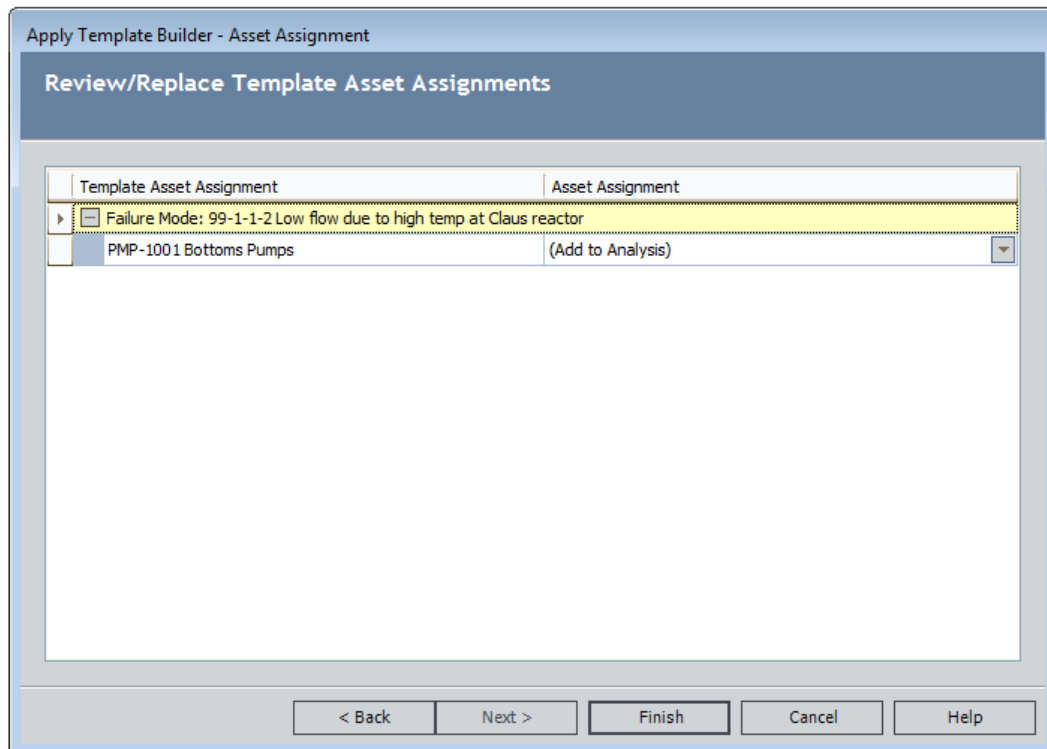 Apply Template Builder - Asset Assignment
Review/Replace Template Asset Assignments
Template Asset Assignment Asset Assignment
Failure Mode: 99-1-1-2 Low flow due to high temp at Claus reactor
PMP-1001 Bottoms Pumps (Add to Analysis)
< Back Next > Finish Cancel Help